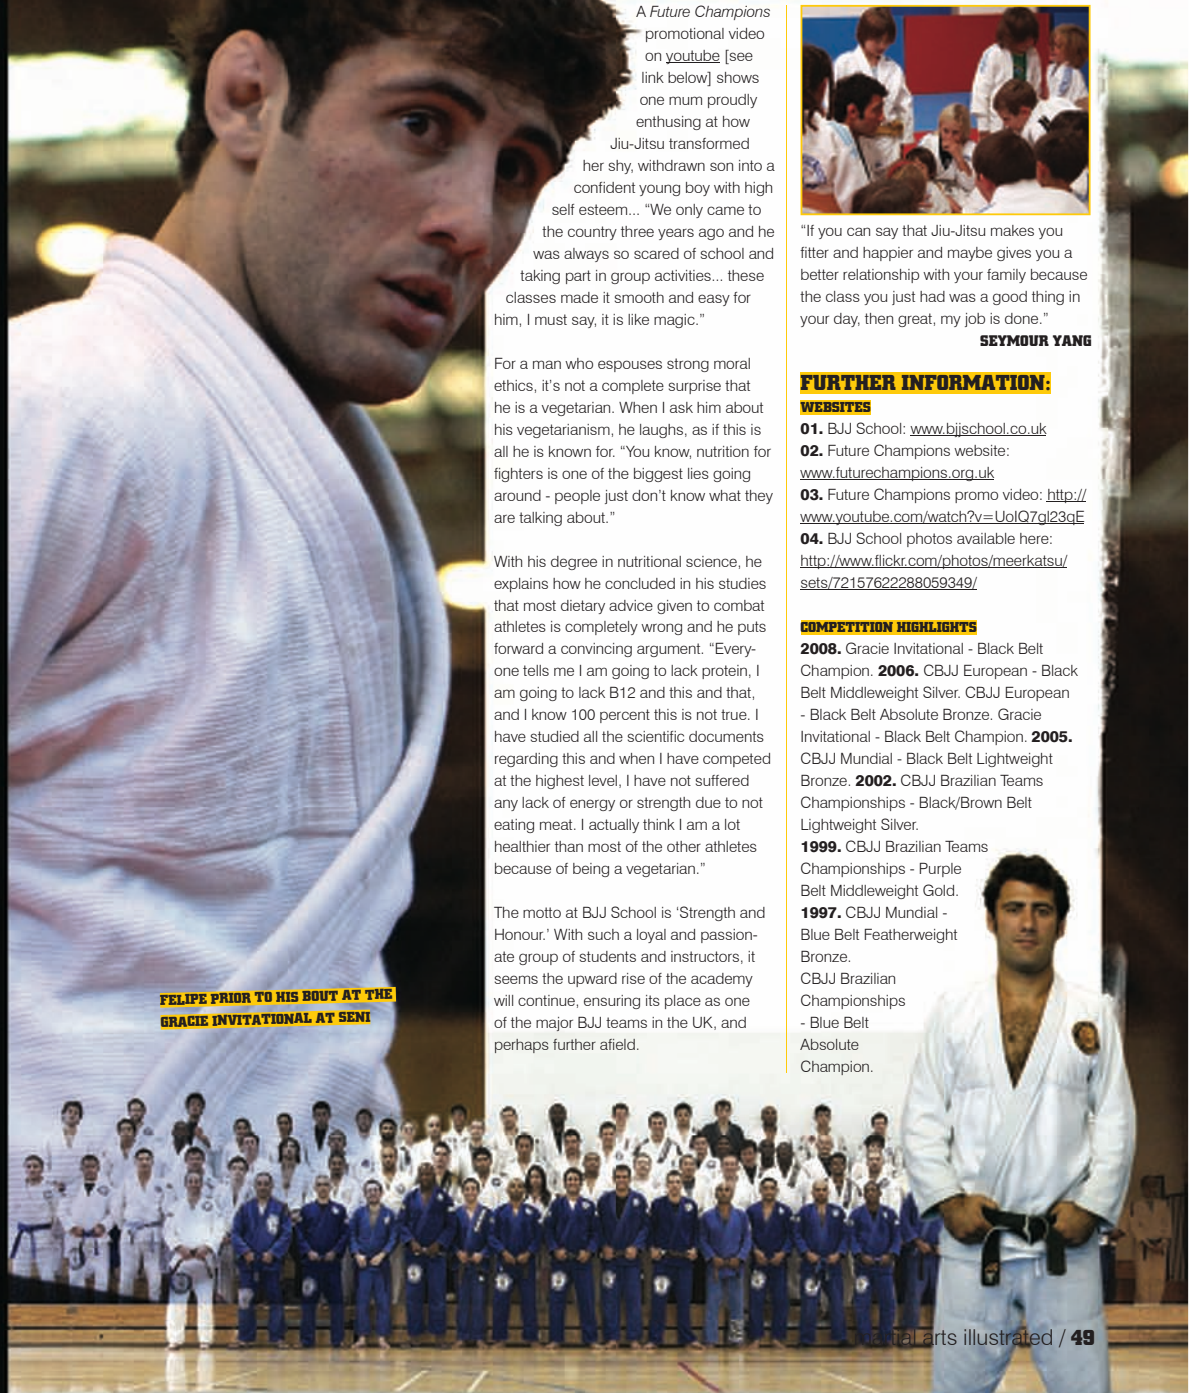 A Future Champions
promotional video
on youtube [see
link below] shows
one mum proudly
enthusing at how
Jiu-Jitsu transformed
her shy, withdrawn son into a
confident young boy with high
self esteem... “We only came to
the country three years ago and he
was always so scared of school and
taking part in group activities... these
classes made it smooth and easy for
him, I must say, it is like magic.”
For a man who espouses strong moral
ethics, it’s not a complete surprise that
he is a vegetarian. When I ask him about
his vegetarianism, he laughs, as if this is
all he is known for. “You know, nutrition for
fighters is one of the biggest lies going
around - people just don’t know what they
are talking about.”
With his degree in nutritional science, he
explains how he concluded in his studies
that most dietary advice given to combat
athletes is completely wrong and he puts
forward a convincing argument. “Every-
one tells me I am going to lack protein, I
am going to lack B12 and this and that,
and I know 100 percent this is not true. I
have studied all the scientific documents
regarding this and when I have competed
at the highest level, I have not suffered
any lack of energy or strength due to not
eating meat. I actually think I am a lot
healthier than most of the other athletes
because of being a vegetarian.”
The motto at BJJ School is ‘Strength and
Honour.’ With such a loyal and passion-
ate group of students and instructors, it
seems the upward rise of the academy
will continue, ensuring its place as one
of the major BJJ teams in the UK, and
perhaps further afield.
“If you can say that Jiu-Jitsu makes you
fitter and happier and maybe gives you a
better relationship with your family because
the class you just had was a good thing in
your day, then great, my job is done.”
SEYMOUR YANG
FURTHER INFORMATION:
WEBSITES
01. BJJ School: www.bjjschool.co.uk
02. Future Champions website:
www.futurechampions.org.uk
03. Future Champions promo video: http://
www.youtube.com/watch?v=UoIQ7gl23qE
04. BJJ School photos available here:
http://www.flickr.com/photos/meerkatsu/
sets/72157622288059349/
COMPETITION HIGHLIGHTS
2008. Gracie Invitational - Black Belt
Champion. 2006. CBJJ European - Black
Belt Middleweight Silver. CBJJ European
- Black Belt Absolute Bronze. Gracie
Invitational - Black Belt Champion. 2005.
CBJJ Mundial - Black Belt Lightweight
Bronze. 2002. CBJJ Brazilian Teams
Championships - Black/Brown Belt
Lightweight Silver.
1999. CBJJ Brazilian Teams
Championships - Purple
Belt Middleweight Gold.
1997. CBJJ Mundial -
Blue Belt Featherweight
Bronze.
CBJJ Brazilian
Championships
- Blue Belt
Absolute
Champion.
FELIPE PRIOR TO HIS BOUT AT THE
GRACIE INVITATIONAL AT SENI
martial arts illustrated / 49